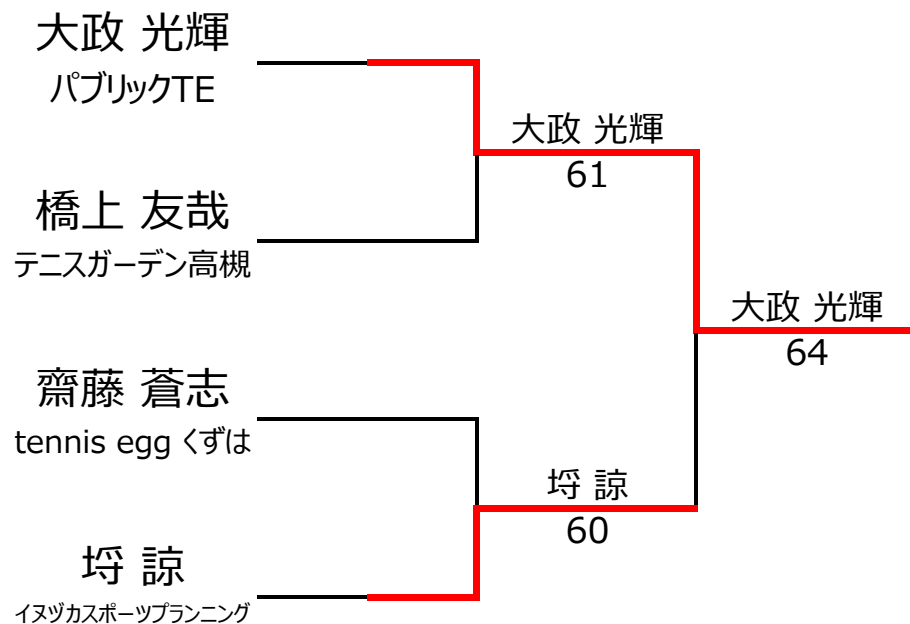 大政 光輝
パブリックTE
橋上 友哉
テニスガーデン高槻
齋藤 蒼志
tennis egg くずは
埒 諒
イヌヅカスポーツプランニング
大政 光輝
61
埒 諒
60
大政 光輝
64